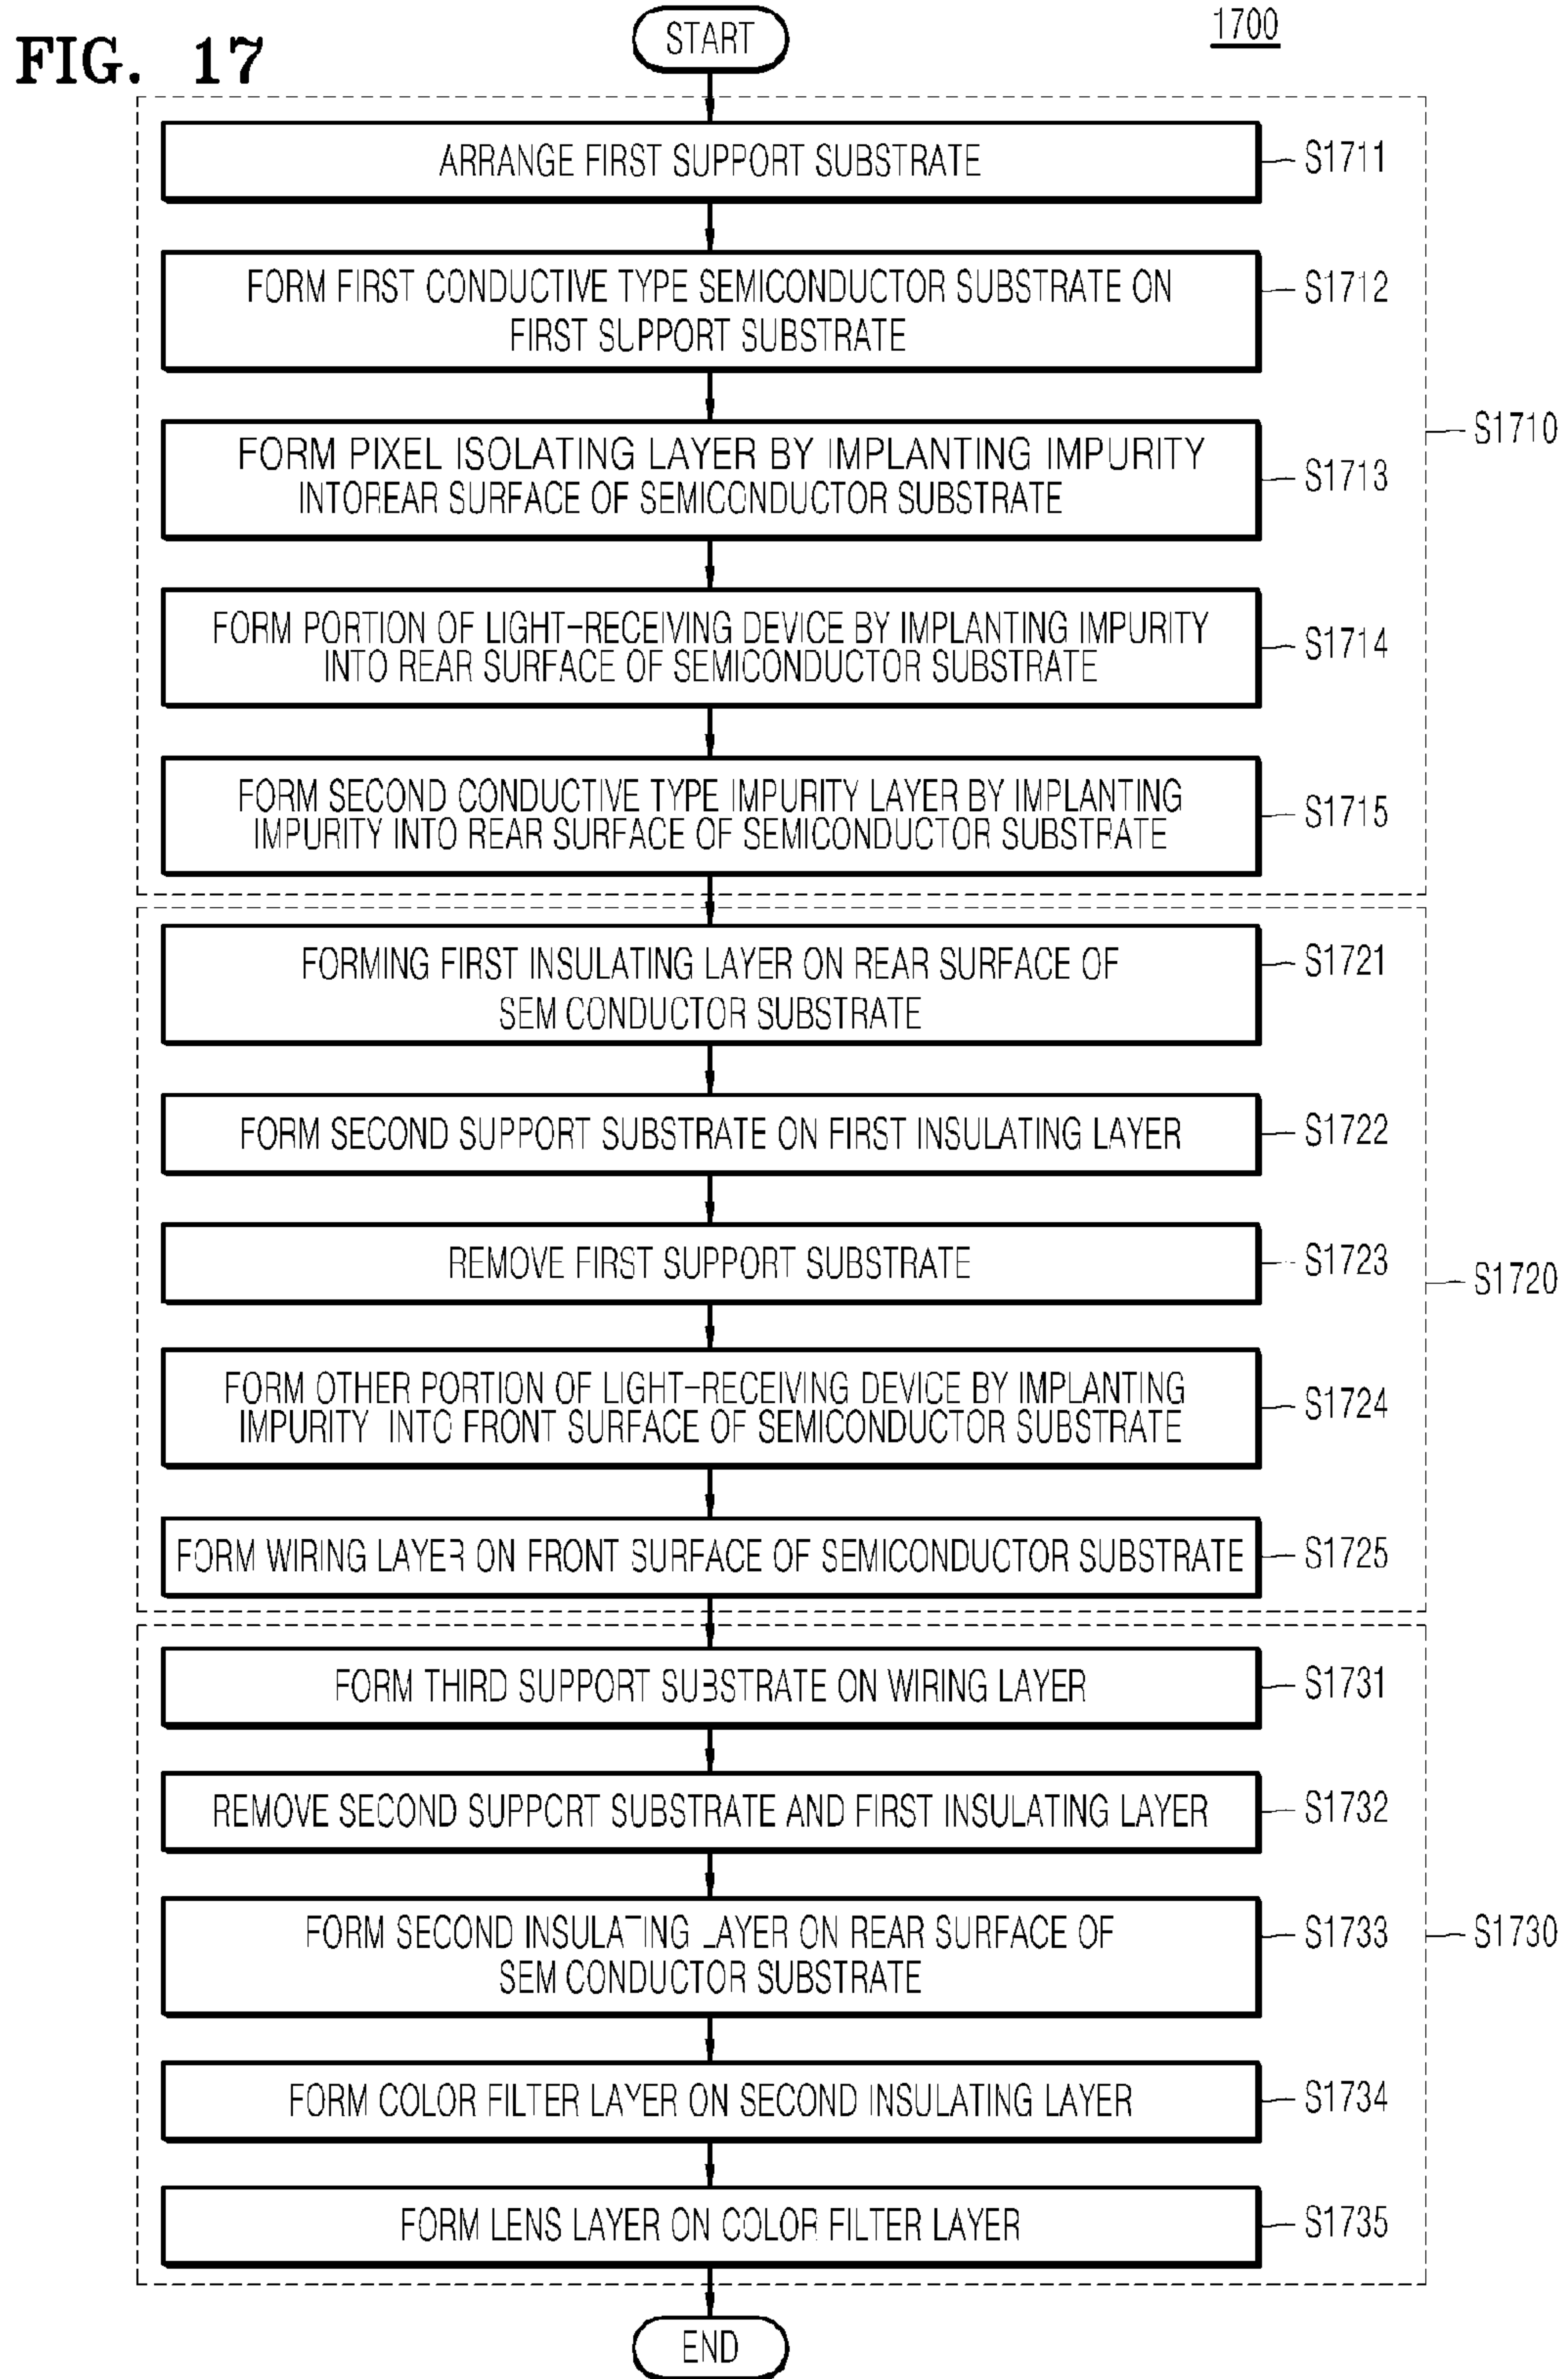 FIG. 17
START
1700
ARRANGE FIRST SUPPORT SUBSTRATE
S1711
FORM FIRST CONDUCTIVE TYPE SEMICONDUCTOR SUBSTRATE ON
FIRST SUPPORT SUBSTRATE
S1712
FORM PIXEL ISOLATING LAYER BY IMPLANTING IMPURITY
INTOREAR SURFACE OF SEMICONDUCTOR SUBSTRATE
S1713
S1710
FORM PORTION OF LIGHT-RECEIVING DEVICE BY IMPLANTING IMPURITY
INTO REAR SURFACE OF SEMICONDUCTOR SUBSTRATE
S1714
FORM SECOND CONDUCTIVE TYPE IMPURITY LAYER BY IMPLANTING
IMPURITY INTO REAR SURFACE OF SEMICONDUCTOR SUBSTRATE
S1715
FORMING FIRST INSULATING LAYER ON REAR SURFACE OF
SEM CONDUCTOR SUBSTRATE
S1721
FORM SECOND SUPPORT SUBSTRATE ON FIRST INSULATING LAYER
S1722
REMOVE FIRST SUPPORT SUBSTRATE
S1723
S1720
FORM OTHER PORTION OF LIGHT-RECEIVING DEVICE BY IMPLANTING
IMPURITY INTO FRONT SURFACE OF SEMICONDUCTOR SUBSTRATE
S1724
FORM WIRING LAYER ON FRONT SURFACE OF SEMICONDUCTOR SUBSTRATE
S1725
FORM THIRD SUPPORT SUBSTRATE ON WIRING LAYER
S1731
REMOVE SECOND SUPPORT SUBSTRATE AND FIRST INSULATING LAYER
S1732
FORM SECOND INSULATING LAYER ON REAR SURFACE OF
SEM CONDUCTOR SUBSTRATE
S1733
S1730
FORM COLOR FILTER LAYER ON SECOND INSULATING LAYER
S1734
FORM LENS LAYER ON COLOR FILTER LAYER
S1735
END